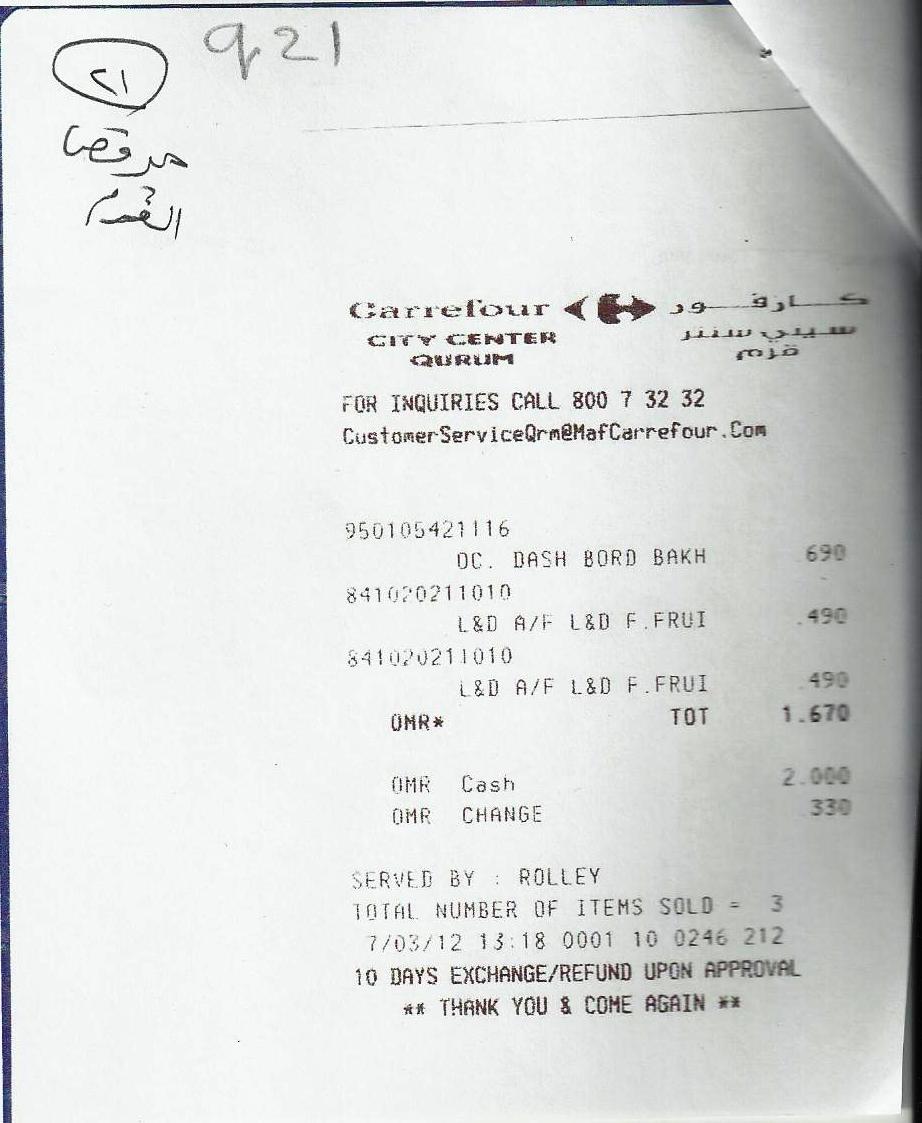 921
٢١
القرم
Carrefour كارفور
CITY CENTER سيتي سنتر
QURUM قرم
FOR INQUIRIES CALL 800 7 32 32
CustomerServiceQrm@MafCarrefour.Com
950105421116
OC. DASH BORD BAKH .690
841020211010
L&D A/F L&D F.FRUI .490
841020211010
L&D A/F L&D F.FRUI .490
OMR* TOT 1.670
OMR Cash 2.000
OMR CHANGE .330
SERVED BY : ROLLEY
TOTAL NUMBER OF ITEMS SOLD = 3
7/03/12 13:18 0001 10 0246 212
10 DAYS EXCHANGE/REFUND UPON APPROVAL
** THANK YOU & COME AGAIN **